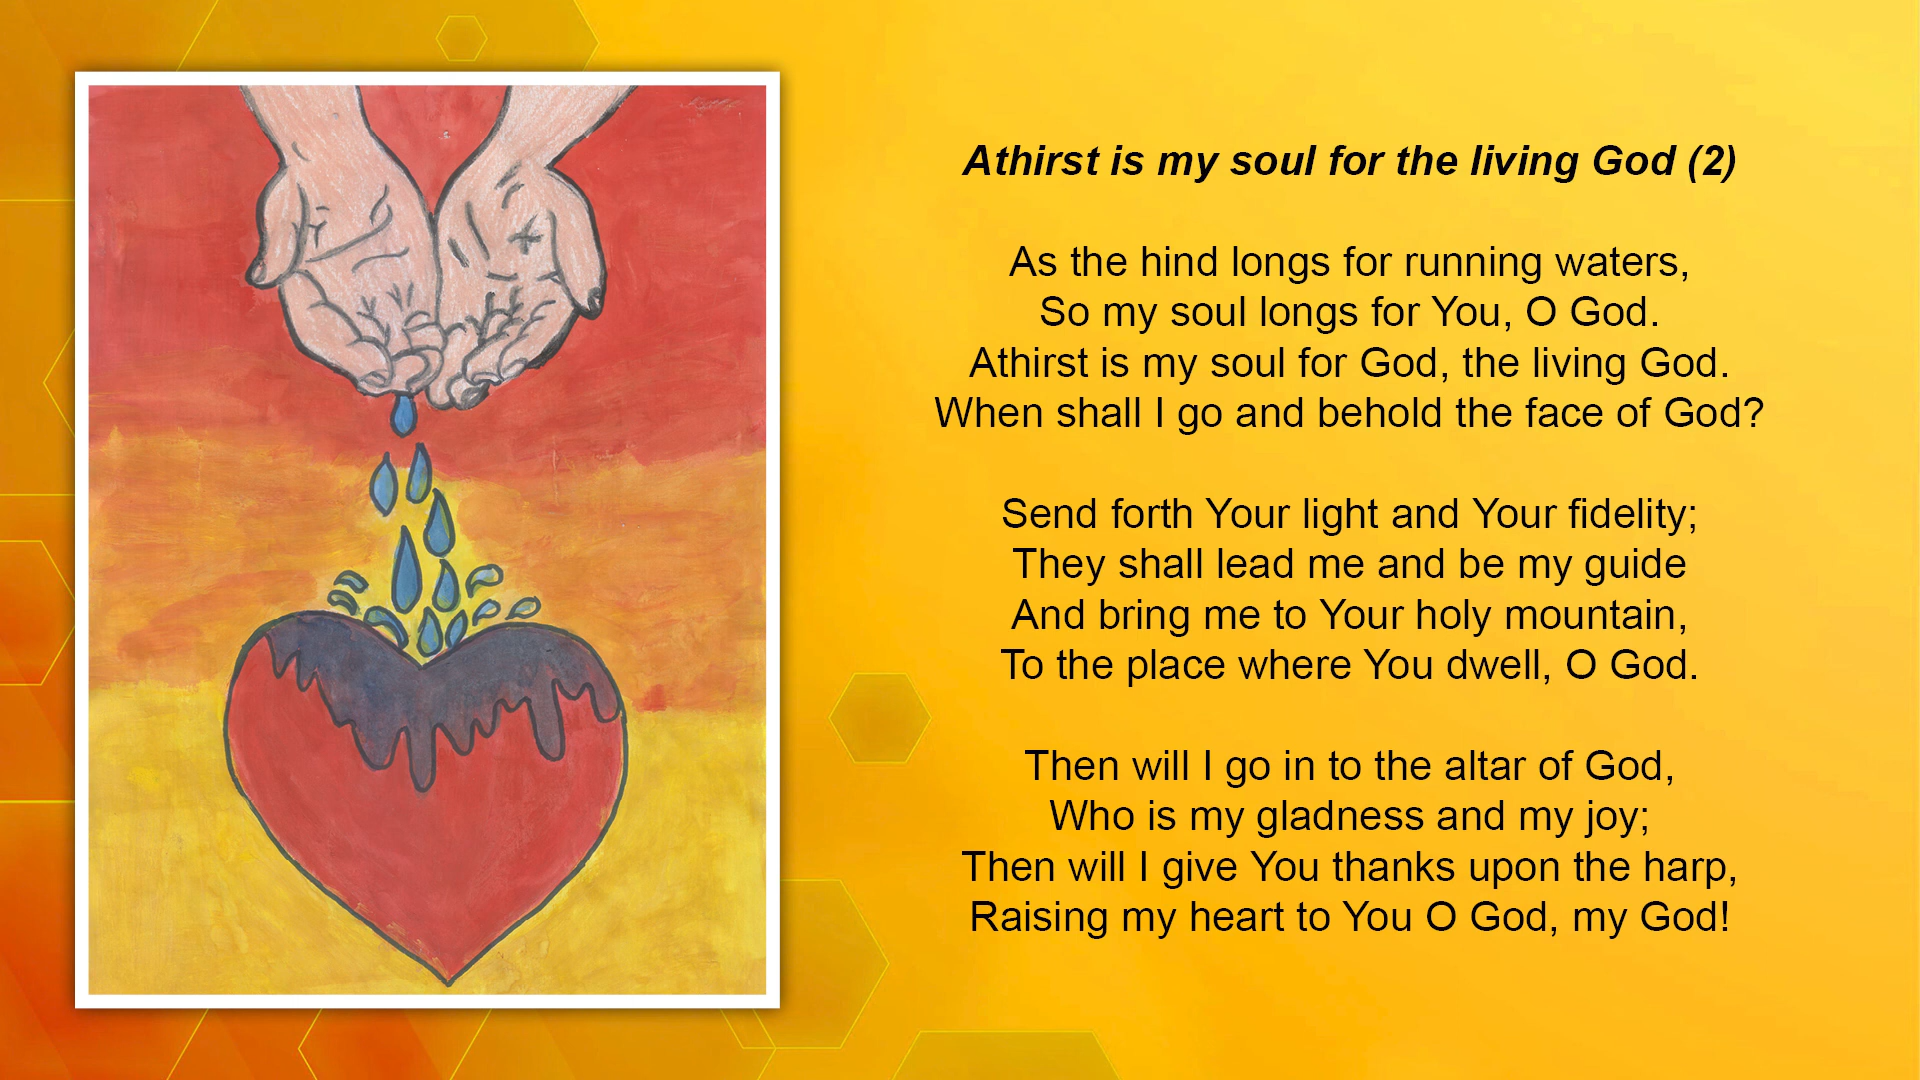 Athirst is my soul for the living God (2)
As the hind longs for running waters,
So my soul longs for You, O God.
Athirst is my soul for God, the living God.
When shall I go and behold the face of God?
Send forth Your light and Your fidelity;
They shall lead me and be my guide
And bring me to Your holy mountain,
To the place where You dwell, O God.
Then will I go in to the altar of God,
Who is my gladness and my joy;
Then will I give You thanks upon the harp,
Raising my heart to You O God, my God!